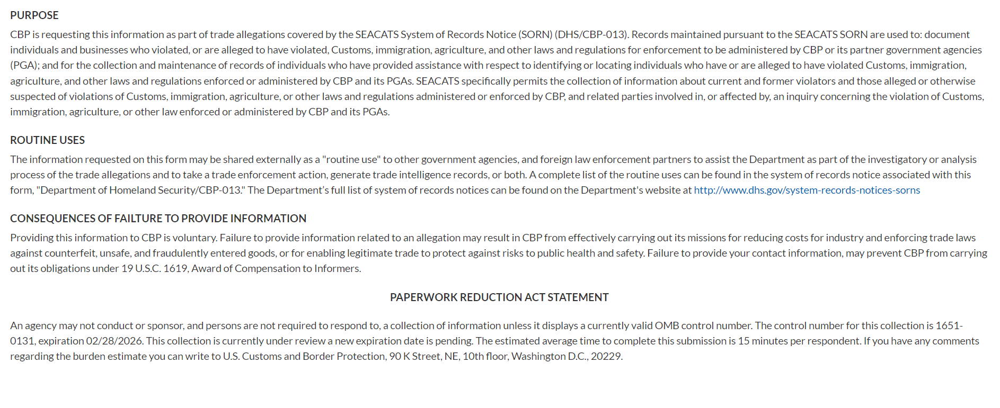 PURPOSE
CBP is requesting this information as part of trade allegations covered by the SEACATS System of Records Notice (SORN) (DHS/CBP-013). Records maintained pursuant to the SEACATS SORN are used to: document
individuals and businesses who violated, or are alleged to have violated, Customs, immigration, agriculture, and other laws and regulations for enforcement to be administered by CBP or its partner government agencies
(PGA); and for the collection and maintenance of records of individuals who have provided assistance with respect to identifying or locating individuals who have or are alleged to have violated Customs, immigration,
agriculture, and other laws and regulations enforced or administered by CBP and its PGAs. SEACATS specifically permits the collection of information about current and former violators and those alleged or otherwise
suspected of violations of Customs, immigration, agriculture, or other laws and regulations administered or enforced by CBP, and related parties involved in, or affected by, an inquiry concerning the violation of Customs,
immigration, agriculture, or other law enforced or administered by CBP and its PGAs.
ROUTINE USES
The information requested on this form may be shared externally as a "routine use" to other government agencies, and foreign law enforcement partners to assist the Department as part of the investigatory or analysis
process of the trade allegations and to take a trade enforcement action, generate trade intelligence records, or both. A complete list of the routine uses can be found in the system of records notice associated with this
form, "Department of Homeland Security/CBP-013." The Department’s full list of system of records notices can be found on the Department's website at http://www.dhs.gov/system-records-notices-sorns
CONSEQUENCES OF FAILTURE TO PROVIDE INFORMATION
Providing this information to CBP is voluntary. Failure to provide information related to an allegation may result in CBP from effectively carrying out its missions for reducing costs for industry and enforcing trade laws
against counterfeit, unsafe, and fraudulently entered goods, or for enabling legitimate trade to protect against risks to public health and safety. Failure to provide your contact information, may prevent CBP from carrying
out its obligations under 19 U.S.C. 1619, Award of Compensation to Informers.
PAPERWORK REDUCTION ACT STATEMENT
An agency may not conduct or sponsor, and persons are not required to respond to, a collection of information unless it displays a currently valid OMB control number. The control number for this collection is 1651-
0131, expiration 02/28/2026. This collection is currently under review a new expiration date is pending. The estimated average time to complete this submission is 15 minutes per respondent. If you have any comments
regarding the burden estimate you can write to U.S. Customs and Border Protection, 90 K Street, NE, 10th floor, Washington D.C., 20229.